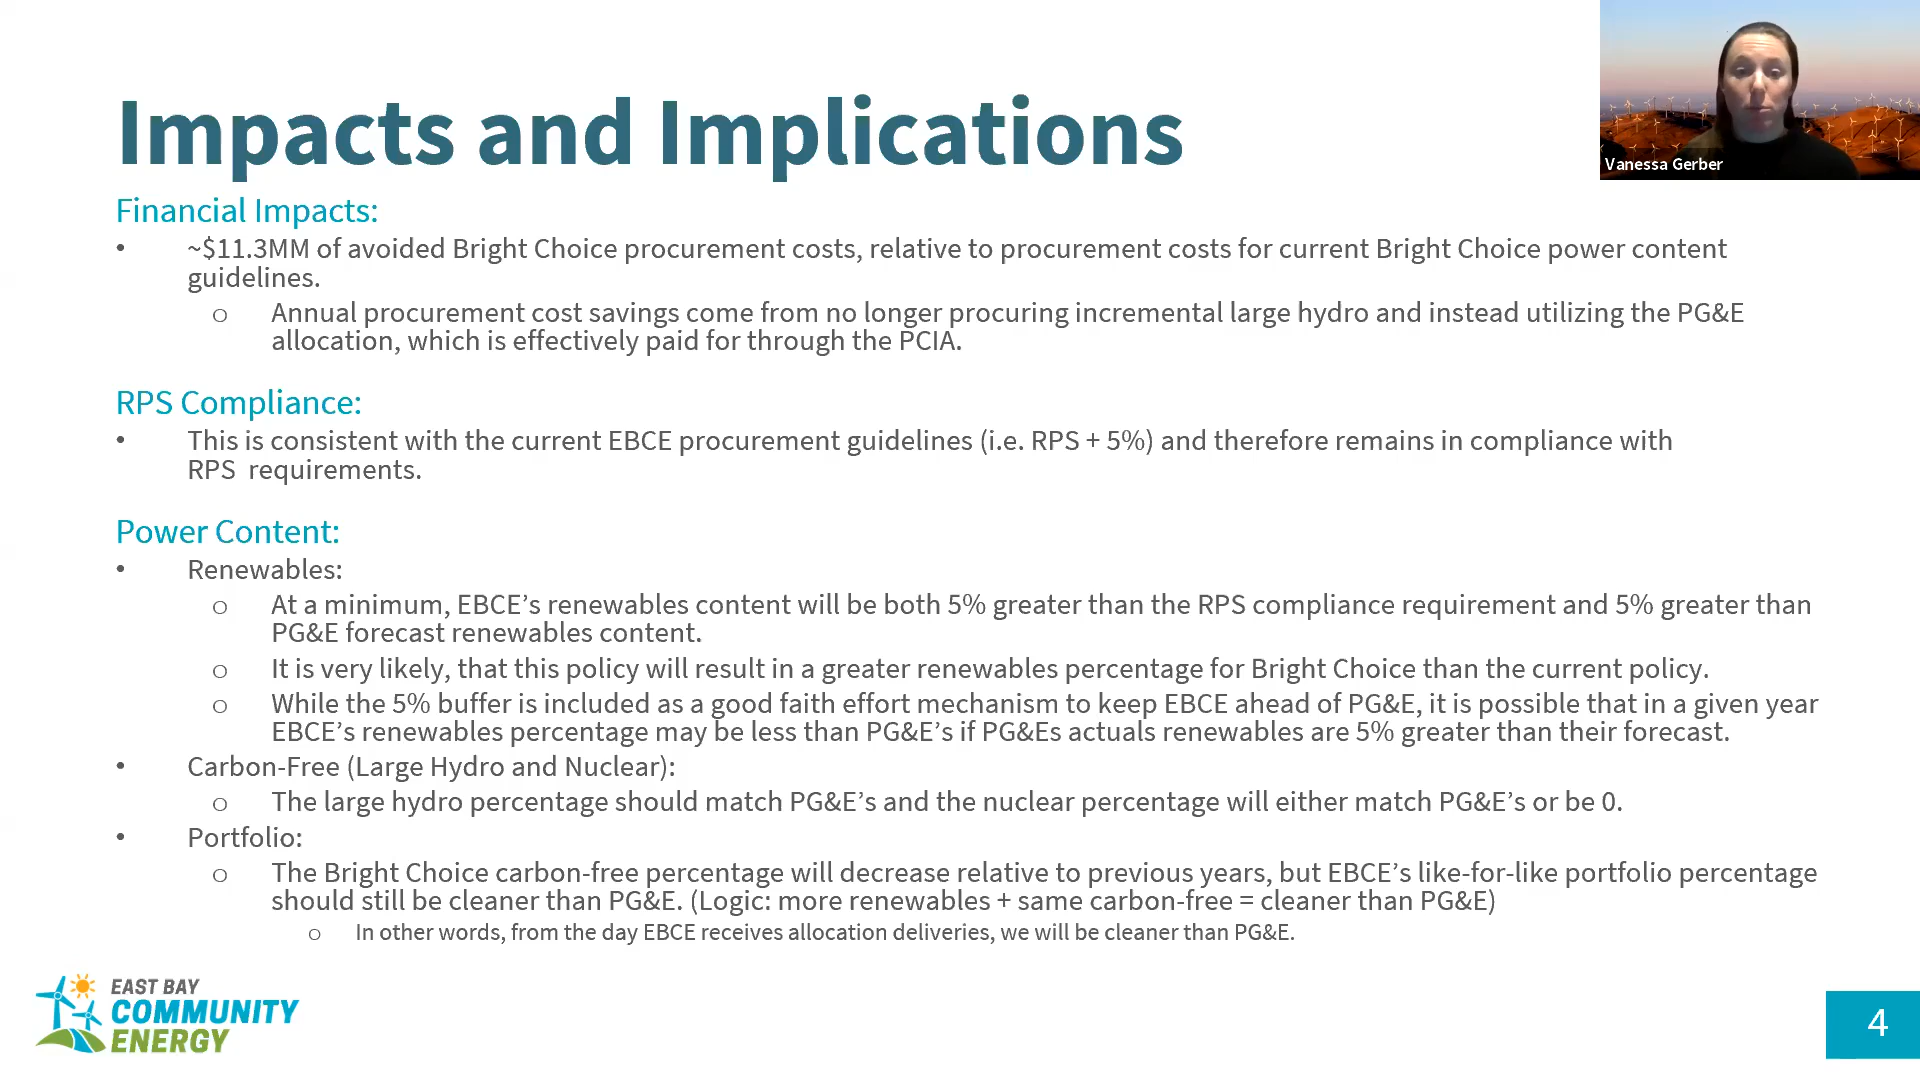 Vanessa Gerber
Impacts and Implications
Financial Impacts:
• ~$11.3MM of avoided Bright Choice procurement costs, relative to procurement costs for current Bright Choice power content
guidelines.
o Annual procurement cost savings come from no longer procuring incremental large hydro and instead utilizing the PG&E
allocation, which is effectively paid for through the PCIA.
RPS Compliance:
• This is consistent with the current EBCE procurement guidelines (i.e. RPS + 5%) and therefore remains in compliance with
RPS  requirements.
Power Content:
• Renewables:
o At a minimum, EBCE’s renewables content will be both 5% greater than the RPS compliance requirement and 5% greater than
PG&E forecast renewables content.
o It is very likely, that this policy will result in a greater renewables percentage for Bright Choice than the current policy.
o While the 5% buffer is included as a good faith effort mechanism to keep EBCE ahead of PG&E, it is possible that in a given year
EBCE’s renewables percentage may be less than PG&E’s if PG&Es actuals renewables are 5% greater than their forecast.
• Carbon-Free (Large Hydro and Nuclear):
o The large hydro percentage should match PG&E’s and the nuclear percentage will either match PG&E’s or be 0.
• Portfolio:
o The Bright Choice carbon-free percentage will decrease relative to previous years, but EBCE’s like-for-like portfolio percentage
should still be cleaner than PG&E. (Logic: more renewables + same carbon-free = cleaner than PG&E)
o In other words, from the day EBCE receives allocation deliveries, we will be cleaner than PG&E.
EAST BAY
COMMUNITY
ENERGY
4